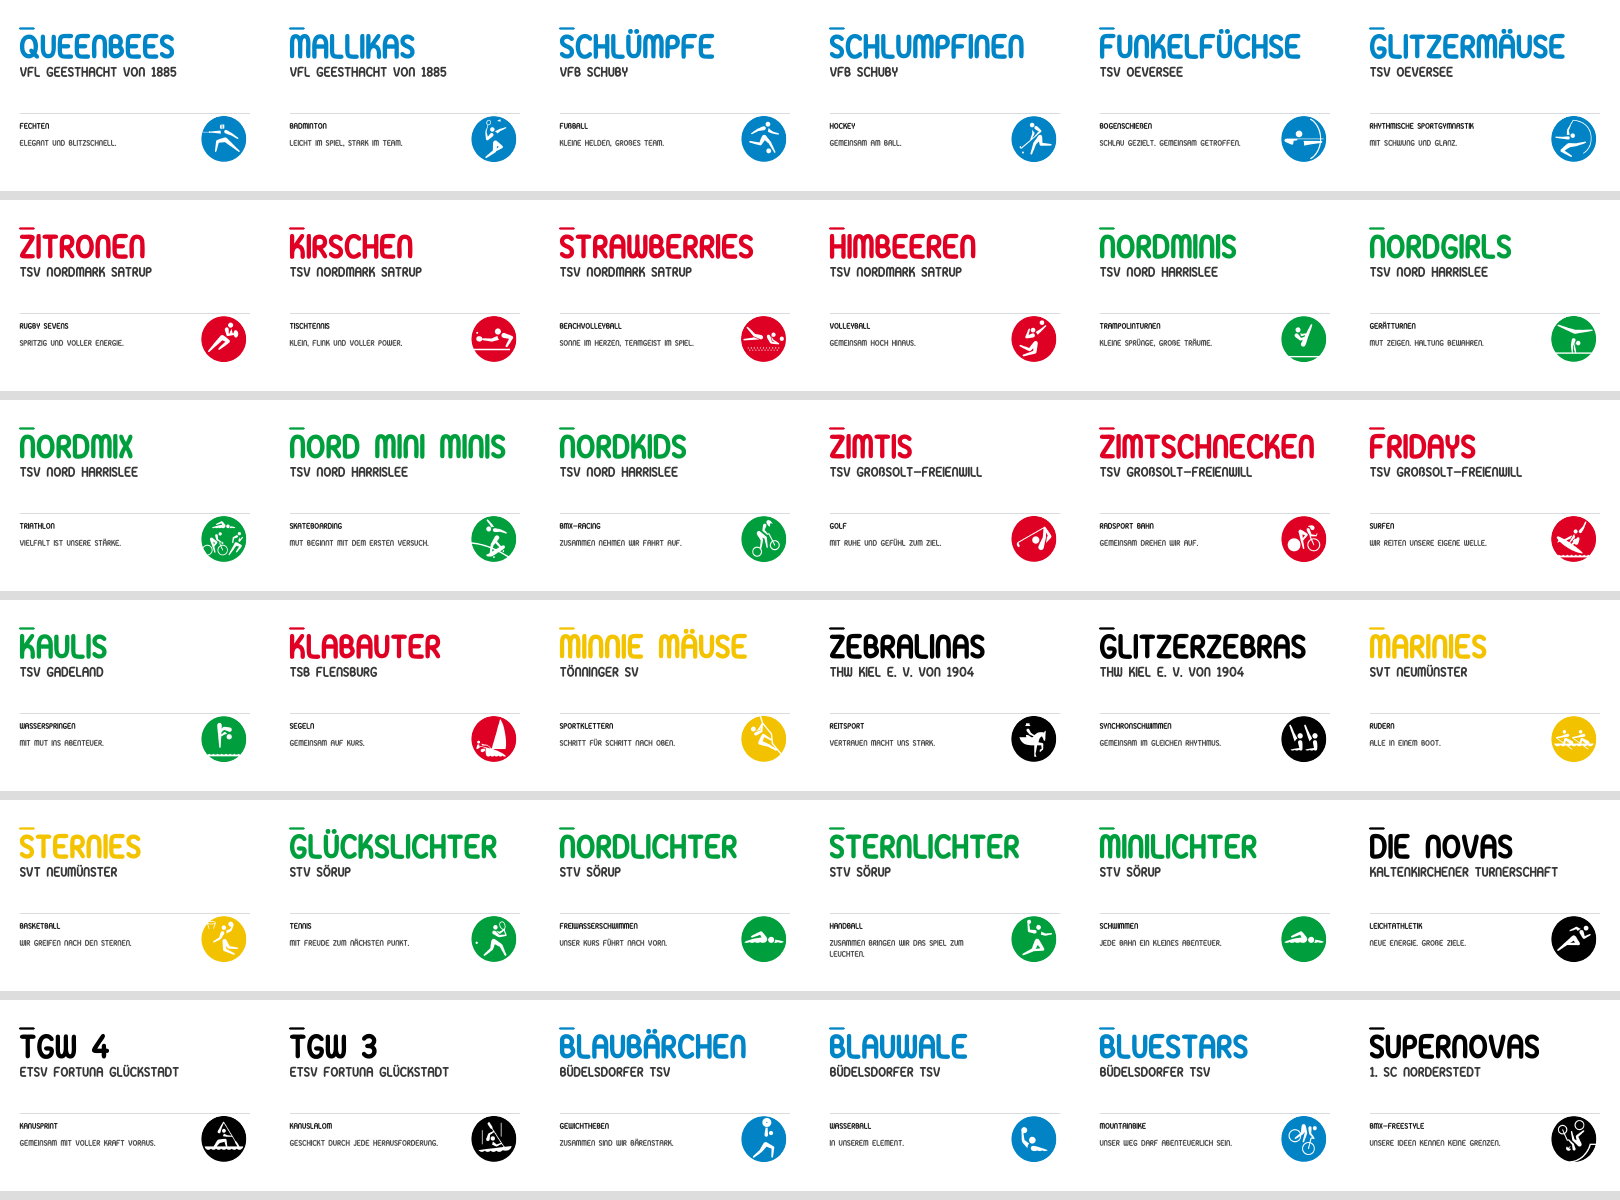 QUEENBEES
VFL GEESTHACHT VON 1885
FECHTEN
ELEGANT UND BLITZSCHNELL.
MALLIKAS
VFL GEESTHACHT VON 1885
BADMINTON
LEICHT IM SPIEL, STARK IM TEAM.
SCHLÜMPFE
VFB SCHUBY
FUẞBALL
KLEINE HELDEN, GROẞES TEAM.
SCHLUMPFINEN
VFB SCHUBY
HOCKEY
GEMEINSAM AM BALL.
FUNKELFÜCHSE
TSV OEVERSEE
BOGENSCHIEẞEN
SCHLAU GEZIELT. GEMEINSAM GETROFFEN.
GLITZERMÄUSE
TSV OEVERSEE
RHYTHMISCHE SPORTGYMNASTIK
MIT SCHWUNG UND GLANZ.
ZITRONEN
TSV NORDMARK SATRUP
RUGBY SEVENS
SPRITZIG UND VOLLER ENERGIE.
KIRSCHEN
TSV NORDMARK SATRUP
TISCHTENNIS
KLEIN, FLINK UND VOLLER POWER.
STRAWBERRIES
TSV NORDMARK SATRUP
BEACHVOLLEYBALL
SONNE IM HERZEN, TEAMGEIST IM SPIEL.
HIMBEEREN
TSV NORDMARK SATRUP
VOLLEYBALL
GEMEINSAM HOCH HINAUS.
NORDMINIS
TSV NORD HARRISLEE
TRAMPOLINTURNEN
KLEINE SPRÜNGE, GROẞE TRÄUME.
NORDGIRLS
TSV NORD HARRISLEE
GERÄTTURNEN
MUT ZEIGEN. HALTUNG BEWAHREN.
NORDMIX
TSV NORD HARRISLEE
TRIATHLON
VIELFALT IST UNSERE STÄRKE.
NORD MINI MINIS
TSV NORD HARRISLEE
SKATEBOARDING
MUT BEGINNT MIT DEM ERSTEN VERSUCH.
NORDKIDS
TSV NORD HARRISLEE
BMX-RACING
ZUSAMMEN NEHMEN WIR FAHRT AUF.
ZIMTIS
TSV GROẞSOLT-FREIENWILL
GOLF
MIT RUHE UND GEFÜHL ZUM ZIEL.
ZIMTSCHNECKEN
TSV GROẞSOLT-FREIENWILL
RADSPORT BAHN
GEMEINSAM DREHEN WIR AUF.
FRIDAYS
TSV GROẞSOLT-FREIENWILL
SURFEN
WIR REITEN UNSERE EIGENE WELLE.
KAULIS
TSV GADELAND
WASSERSPRINGEN
MIT MUT INS ABENTEUER.
KLABAUTER
TSB FLENSBURG
SEGELN
GEMEINSAM AUF KURS.
MINNIE MÄUSE
TÖNNINGER SV
SPORTKLETTERN
SCHRITT FÜR SCHRITT NACH OBEN.
ZEBRALINAS
THW KIEL E. V. VON 1904
REITSPORT
VERTRAUEN MACHT UNS STARK.
GLITZERZEBRAS
THW KIEL E. V. VON 1904
SYNCHRONSCHWIMMEN
GEMEINSAM IM GLEICHEN RHYTHMUS.
MARINIES
SVT NEUMÜNSTER
RUDERN
ALLE IN EINEM BOOT.
STERNIES
SVT NEUMÜNSTER
BASKETBALL
WIR GREIFEN NACH DEN STERNEN.
GLÜCKSLICHTER
STV SÖRUP
TENNIS
MIT FREUDE ZUM NÄCHSTEN PUNKT.
NORDLICHTER
STV SÖRUP
FREIWASSERSCHWIMMEN
UNSER KURS FÜHRT NACH VORN.
STERNLICHTER
STV SÖRUP
HANDBALL
ZUSAMMEN BRINGEN WIR DAS SPIEL ZUM
LEUCHTEN.
MINILICHTER
STV SÖRUP
SCHWIMMEN
JEDE BAHN EIN KLEINES ABENTEUER.
DIE NOVAS
KALTENKIRCHENER TURNERSCHAFT
LEICHTATHLETIK
NEUE ENERGIE. GROẞE ZIELE.
TGW 4
ETSV FORTUNA GLÜCKSTADT
KANUSPRINT
GEMEINSAM MIT VOLLER KRAFT VORAUS.
TGW 3
ETSV FORTUNA GLÜCKSTADT
KANUSLALOM
GESCHICKT DURCH JEDE HERAUSFORDERUNG.
BLAUBÄRCHEN
BÜDELSDORFER TSV
GEWICHTHEBEN
ZUSAMMEN SIND WIR BÄRENSTARK.
BLAUWALE
BÜDELSDORFER TSV
WASSERBALL
IN UNSEREM ELEMENT.
BLUESTARS
BÜDELSDORFER TSV
MOUNTAINBIKE
UNSER WEG DARF ABENTEUERLICH SEIN.
SUPERNOVAS
1. SC NORDERSTEDT
BMX-FREESTYLE
UNSERE IDEEN KENNEN KEINE GRENZEN.